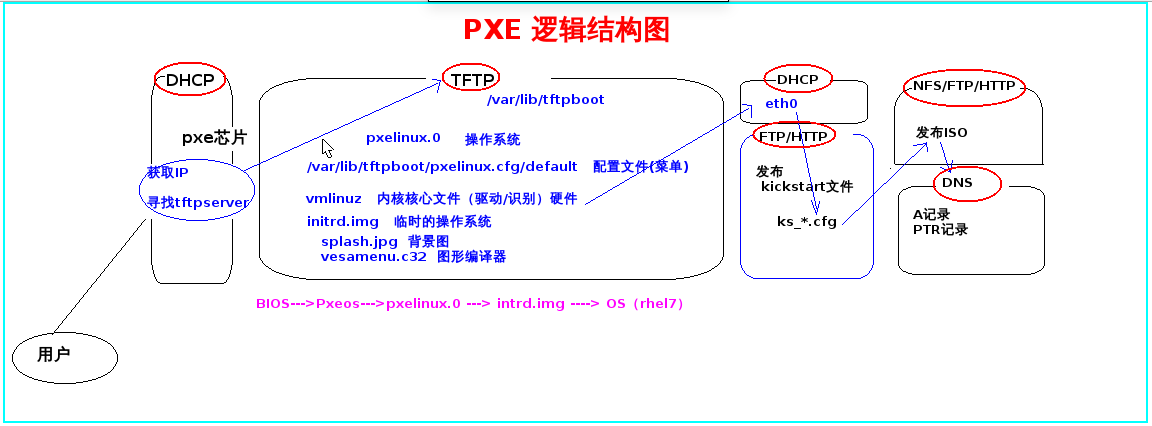 PXE 逻辑结构图
DHCP
pxe芯片
获取IP
寻找tftpserver
用户
TFTP
/var/lib/tftpboot
pxelinux.0 操作系统
/var/lib/tftpboot/pxelinux.cfg/default 配置文件(菜单)
vmlinuz 内核核心文件（驱动/识别）硬件
initrd.img 临时的操作系统
splash.jpg 背景图
vesamenu.c32 图形编译器
BIOS--->Pxeos--->pxelinux.0 ---> intrd.img ----> OS（rhel7）
DHCP
eth0
FTP/HTTP
发布
kickstart文件
ks_*.cfg
NFS/FTP/HTTP
发布ISO
DNS
A记录
PTR记录